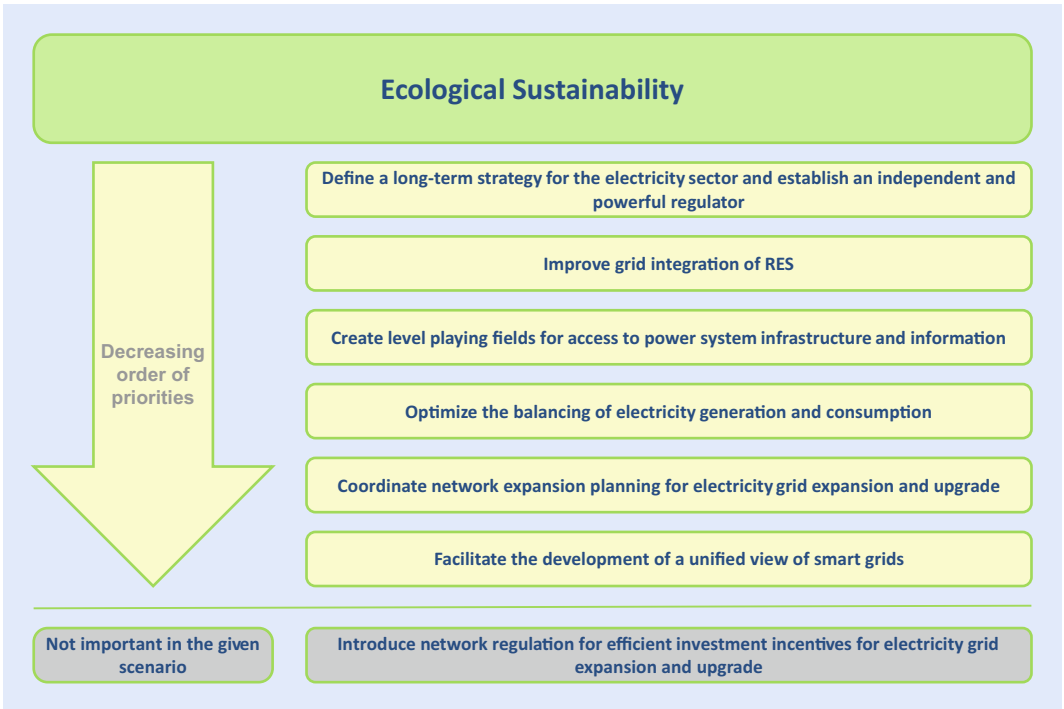 Ecological Sustainability
Define a long-term strategy for the electricity sector and establish an independent and
powerful regulator
Improve grid integration of RES
Create level playing fields for access to power system infrastructure and information
Decreasing
order of
priorities
Optimize the balancing of electricity generation and consumption
Coordinate network expansion planning for electricity grid expansion and upgrade
Facilitate the development of a unified view of smart grids
Not important in the given
scenario
Introduce network regulation for efficient investment incentives for electricity grid
expansion and upgrade